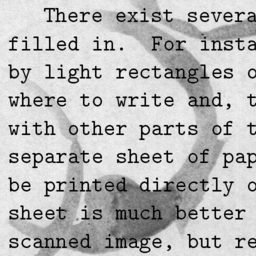 There exist severa
filled in. For insta
by light rectangles o
where to write and, t
with other parts of t
separate sheet of pap
be printed directly o
sheet is much better
scanned image, but re